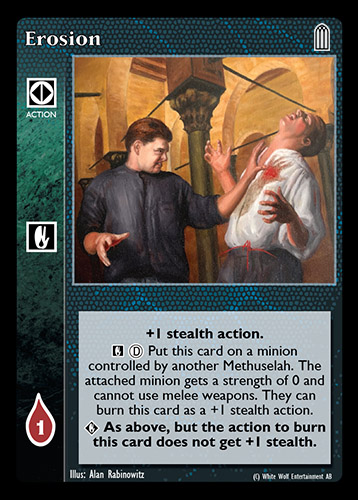 Erosion
ACTION
+1 stealth action.
D Put this card on a minion
controlled by another Methuselah. The
attached minion gets a strength of 0 and
cannot use melee weapons. They can
burn this card as a +1 stealth action.
As above, but the action to burn
this card does not get +1 stealth.
1
Illus: Alan Rabinowitz
(C) White Wolf Entertainment AB